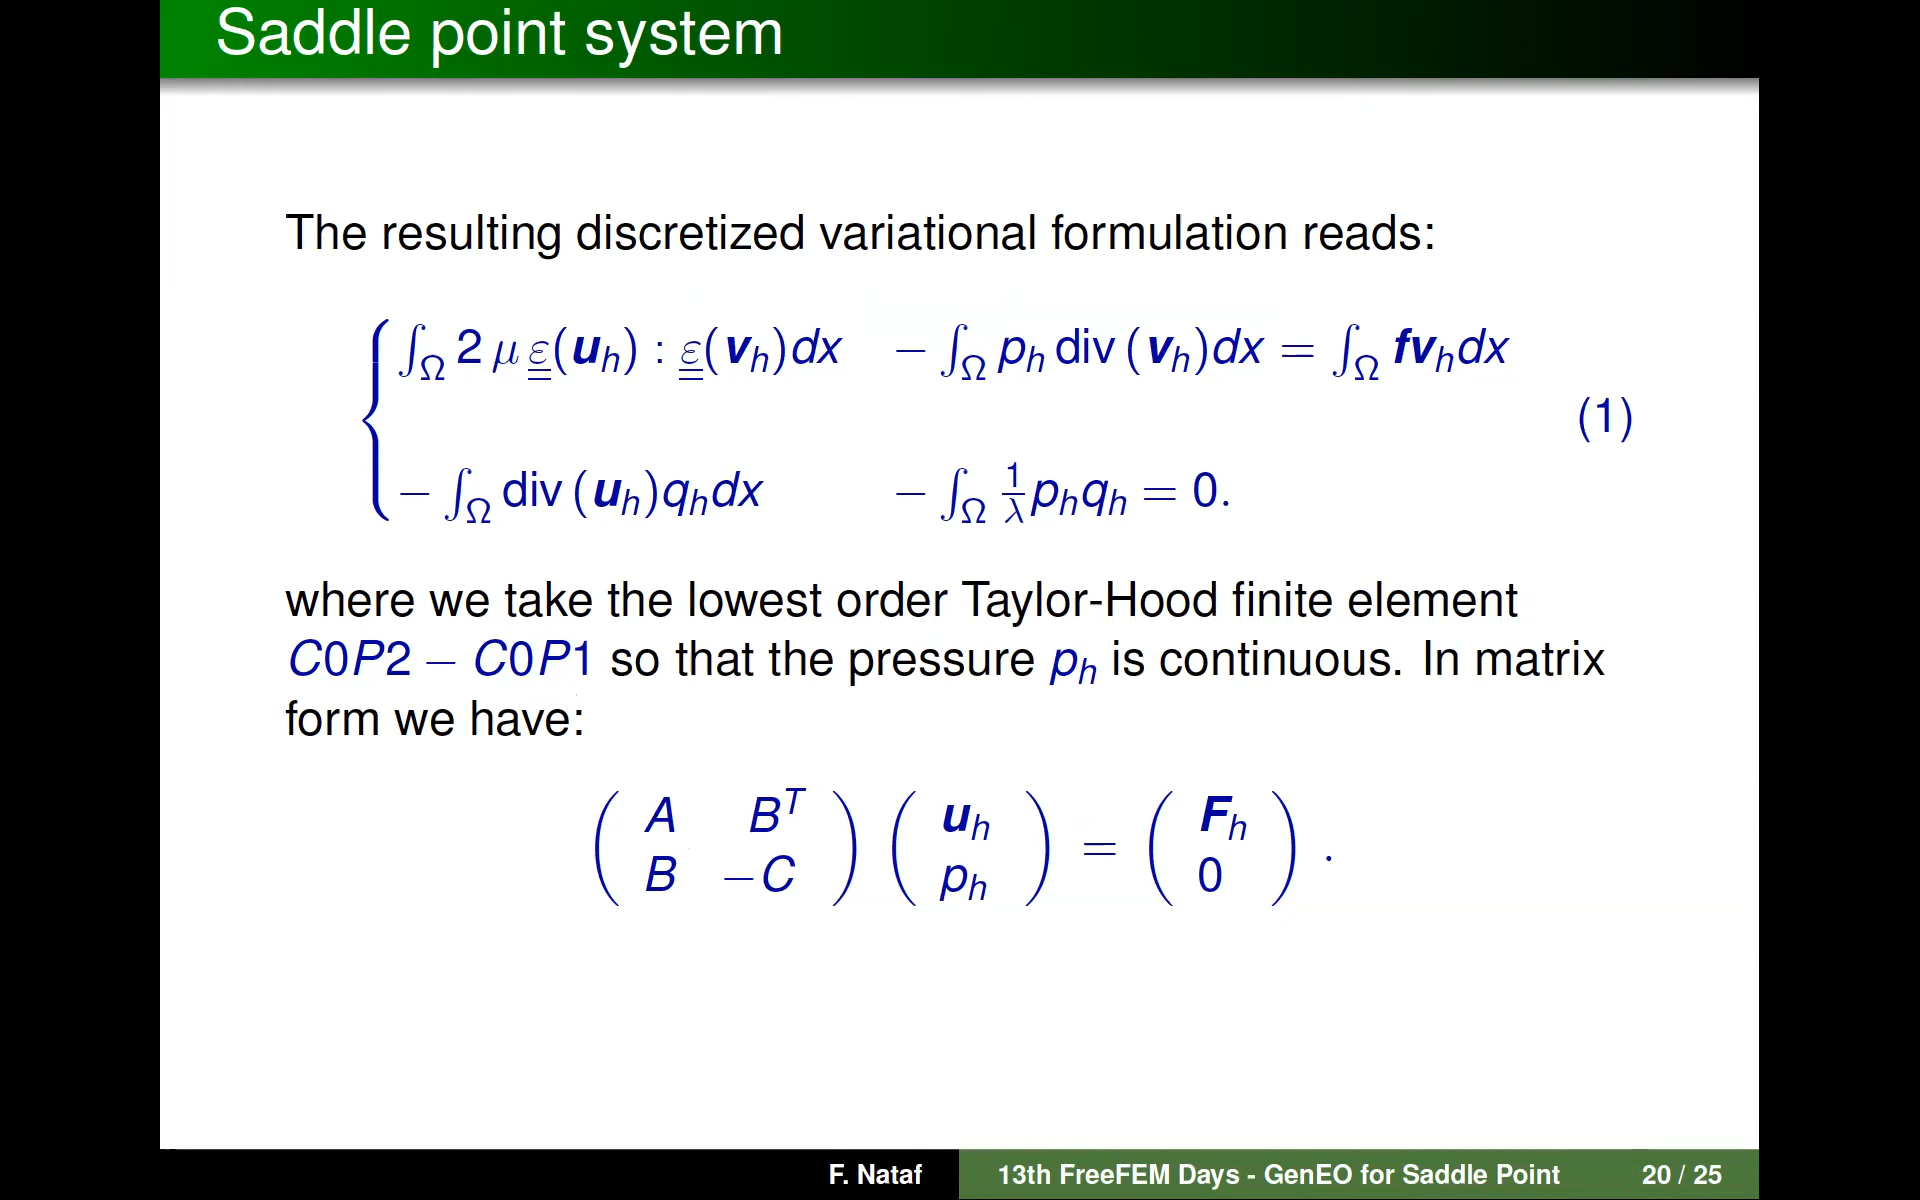 Saddle point system
The resulting discretized variational formulation reads:
∫_Ω 2 μ ε(u_h) : ε(v_h)dx − ∫_Ω p_h div (v_h)dx = ∫_Ω fv_h dx
(1)
− ∫_Ω div (u_h)q_h dx − ∫_Ω 1/λ p_h q_h = 0.
where we take the lowest order Taylor-Hood finite element
C0P2 − C0P1 so that the pressure p_h is continuous. In matrix
form we have:
( A B^T ) ( u_h ) = ( F_h )
( B −C ) ( p_h ) ( 0 ) .
F. Nataf 13th FreeFEM Days - GenEO for Saddle Point 20 / 25